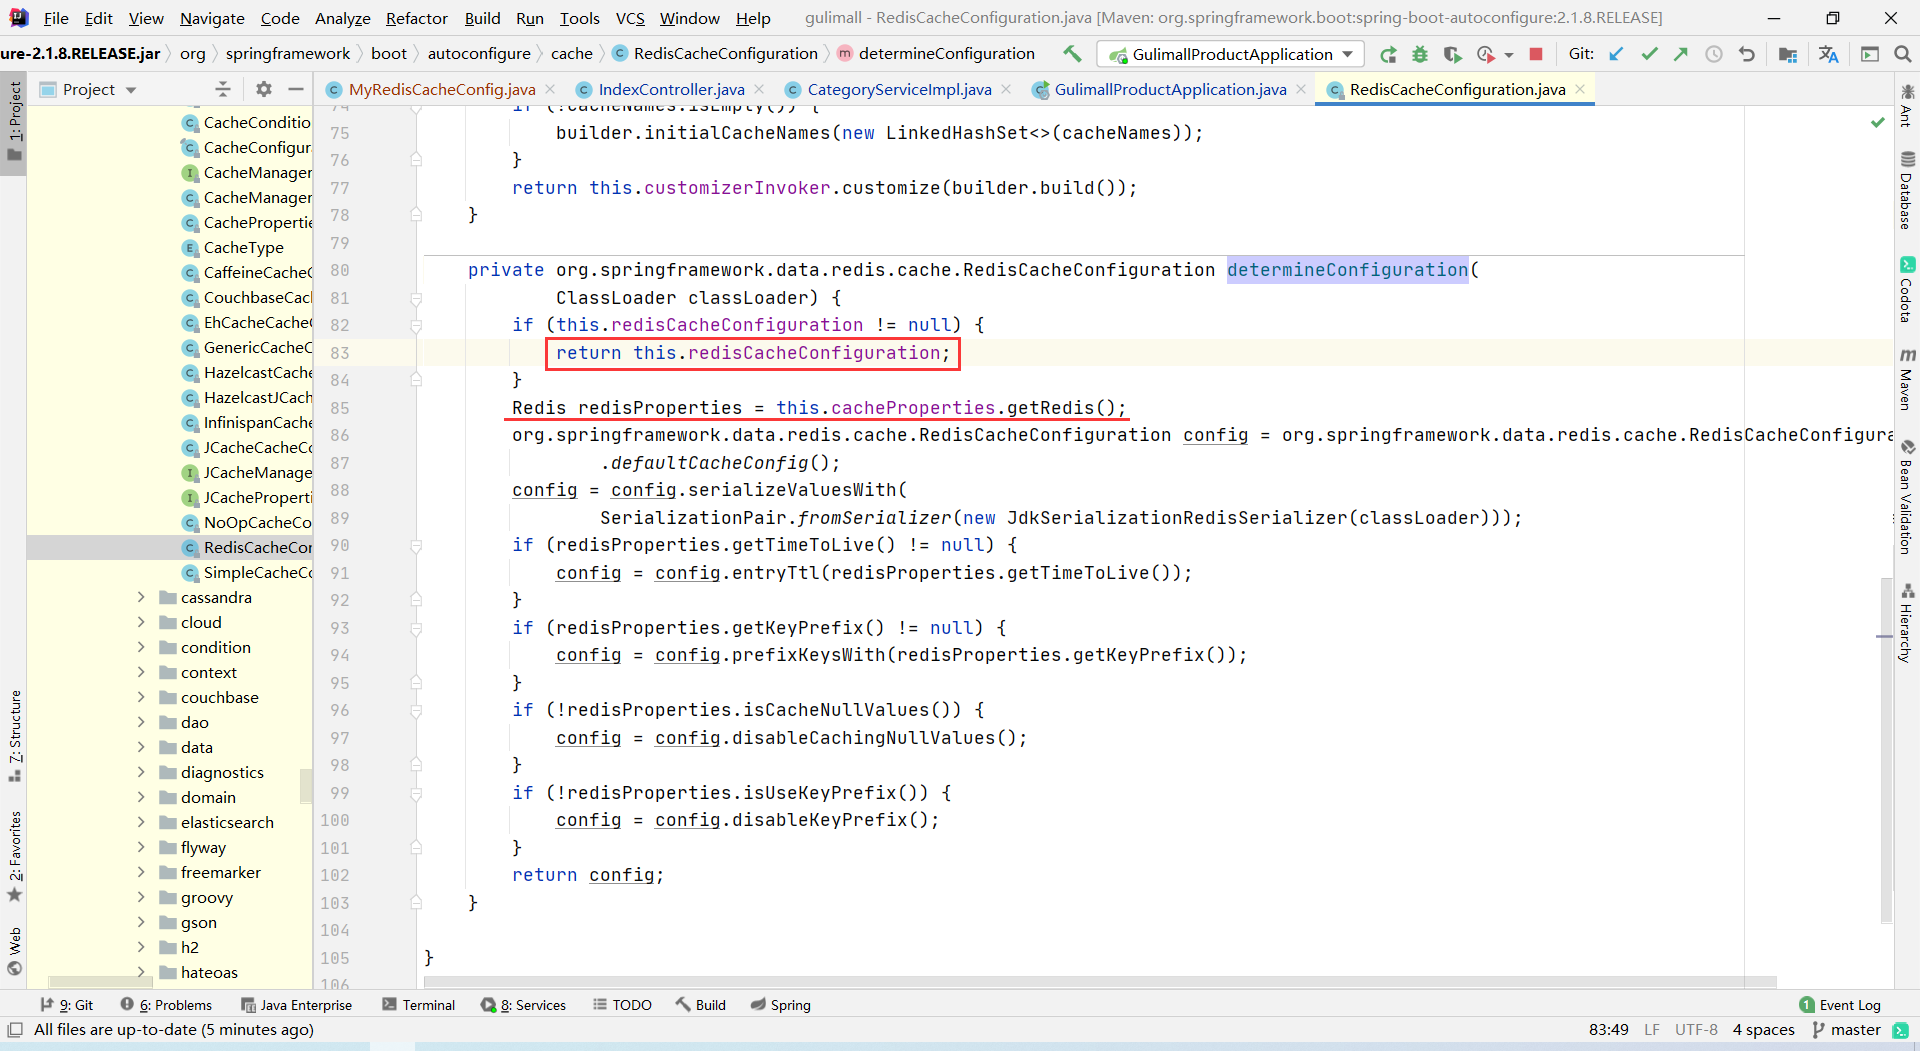 File Edit View Navigate Code Analyze Refactor Build Run Tools VCS Window Help gulimall - RedisCacheConfiguration.java [Maven: org.springframework.boot:spring-boot-autoconfigure:2.1.8.RELEASE]
ure-2.1.8.RELEASE.jar org springframework boot autoconfigure cache RedisCacheConfiguration determineConfiguration GulimallProductApplication Git:
Project MyRedisCacheConfig.java IndexController.java CategoryServiceImpl.java GulimallProductApplication.java RedisCacheConfiguration.java
1: Project
7: Structure
2: Favorites
Web
CacheConditio
CacheConfigur
CacheManager
CacheManager
CacheProperti
CacheType
CaffeineCache
CouchbaseCac
EhCacheCache
GenericCache
HazelcastCache
HazelcastJCach
InfinispanCache
JCacheCacheCo
JCacheManage
JCacheProperti
NoOpCacheCo
RedisCacheCon
SimpleCacheCo
cassandra
cloud
condition
context
couchbase
dao
data
diagnostics
domain
elasticsearch
flyway
freemarker
groovy
gson
h2
hateoas
74 if (!cacheNames.isEmpty()) {
75 builder.initialCacheNames(new LinkedHashSet<>(cacheNames));
76 }
77 return this.customizerInvoker.customize(builder.build());
78 }
79
80 private org.springframework.data.redis.cache.RedisCacheConfiguration determineConfiguration(
81 ClassLoader classLoader) {
82 if (this.redisCacheConfiguration != null) {
83 return this.redisCacheConfiguration;
84 }
85 Redis redisProperties = this.cacheProperties.getRedis();
86 org.springframework.data.redis.cache.RedisCacheConfiguration config = org.springframework.data.redis.cache.RedisCacheConfigura
87 .defaultCacheConfig();
88 config = config.serializeValuesWith(
89 SerializationPair.fromSerializer(new JdkSerializationRedisSerializer(classLoader)));
90 if (redisProperties.getTimeToLive() != null) {
91 config = config.entryTtl(redisProperties.getTimeToLive());
92 }
93 if (redisProperties.getKeyPrefix() != null) {
94 config = config.prefixKeysWith(redisProperties.getKeyPrefix());
95 }
96 if (!redisProperties.isCacheNullValues()) {
97 config = config.disableCachingNullValues();
98 }
99 if (!redisProperties.isUseKeyPrefix()) {
100 config = config.disableKeyPrefix();
101 }
102 return config;
103 }
104
105 }
106
Ant
Database
Codota
Maven
Bean Validation
Hierarchy
9: Git 6: Problems Java Enterprise Terminal 8: Services TODO Build Spring 1 Event Log
All files are up-to-date (5 minutes ago) 83:49 LF UTF-8 4 spaces master